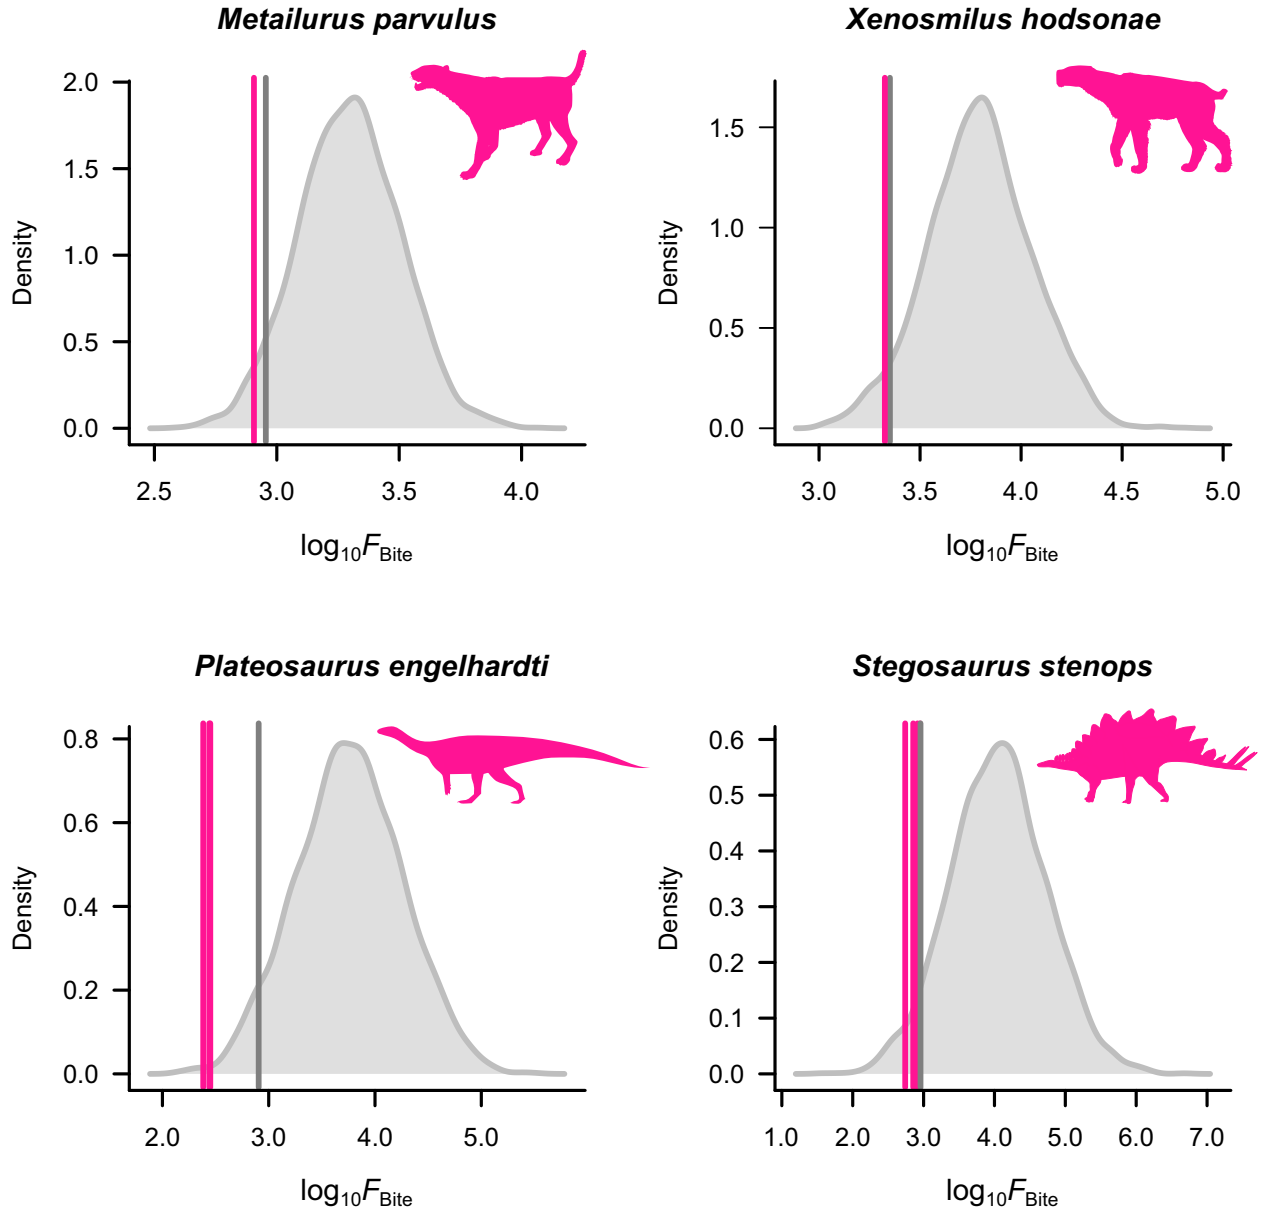 Metailurus parvulus
Xenosmilus hodsonae
2.0
1.5
1.0
0.5
0.0
Density
2.5 3.0 3.5 4.0
log10FBite
1.5
1.0
0.5
0.0
Density
3.0 3.5 4.0 4.5 5.0
log10FBite
Plateosaurus engelhardti
Stegosaurus stenops
0.8
0.6
0.4
0.2
0.0
Density
2.0 3.0 4.0 5.0
log10FBite
0.6
0.5
0.4
0.3
0.2
0.1
0.0
Density
1.0 2.0 3.0 4.0 5.0 6.0 7.0
log10FBite